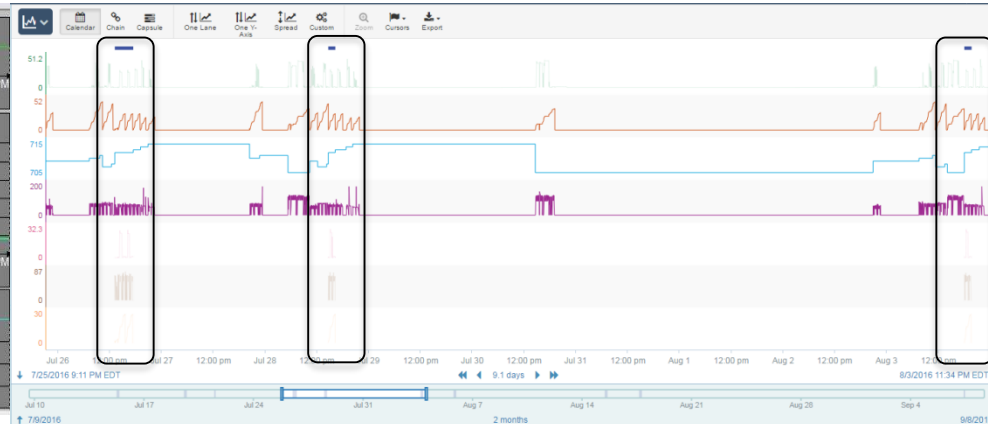 Calendar Chain Capsule One Lane One Y-Axis Spread Custom Zoom Cursors Export
51.2
0
52
0
715
705
200
0
32.3
0
87
0
30
0
Jul 26 12:00 pm Jul 27 12:00 pm Jul 28 12:00 pm Jul 29 12:00 pm Jul 30 12:00 pm Jul 31 12:00 pm Aug 1 12:00 pm Aug 2 12:00 pm Aug 3 12:00 pm
7/25/2016 9:11 PM EDT 9.1 days 8/3/2016 11:34 PM EDT
Jul 10 Jul 17 Jul 24 Jul 31 Aug 7 Aug 14 Aug 21 Aug 28 Sep 4
7/9/2016 2 months 9/8/201